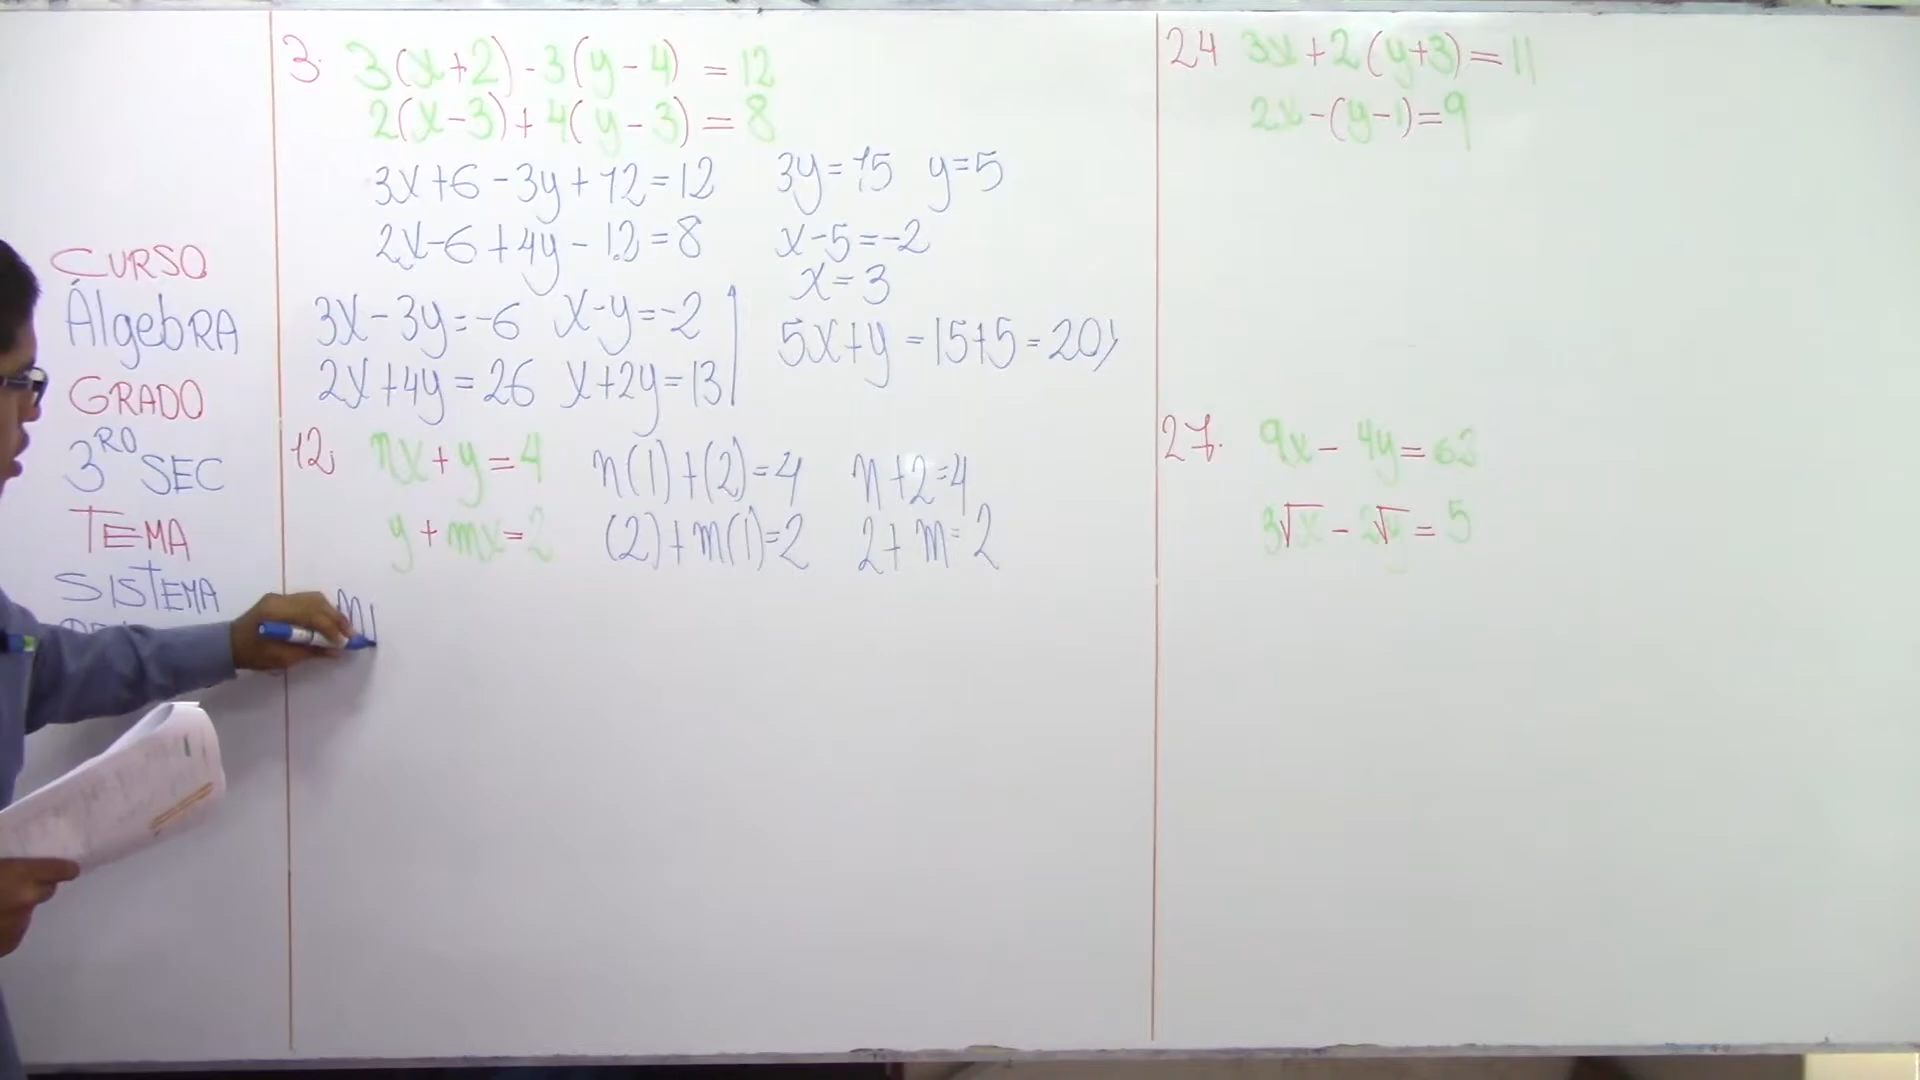 CURSO
Álgebra
GRADO
3RO SEC
TEMA
SISTEMA
3. 3(x+2)-3(y-4) = 12
2(x-3)+4(y-3) = 8
3x+6-3y+12=12
2x-6+4y-12=8
3x-3y=-6 x-y=-2
2x+4y=26 x+2y=13
3y=15 y=5
x-5=-2
x=3
5x+y=15+5=20
12. nx+y=4 n(1)+(2)=4 n+2=4
y+mx=2 (2)+m(1)=2 2+m=2
24 3x+2(y+3)=11
2x-(y-1)=9
27. 9x-4y=63
3√x-2√y=5